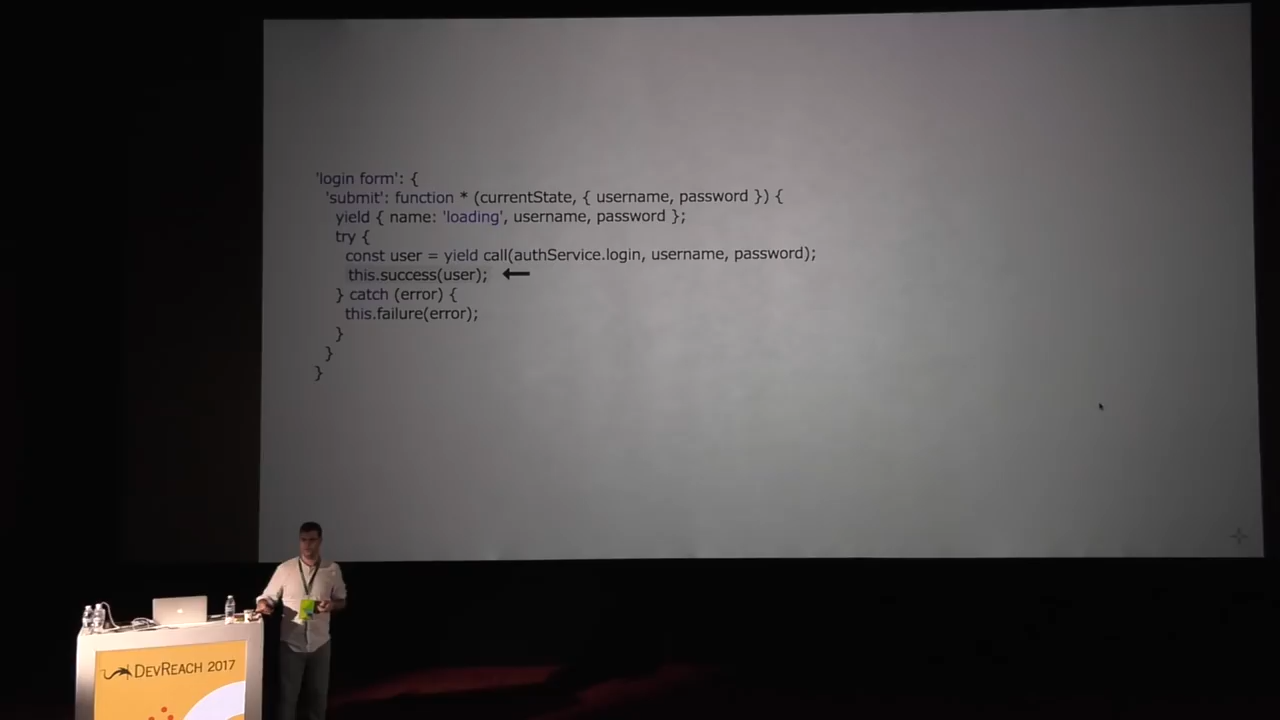 'login form': {
'submit': function * (currentState, { username, password }) {
yield { name: 'loading', username, password };
try {
const user = yield call(authService.login, username, password);
this.success(user);
} catch (error) {
this.failure(error);
}
}
}
DEVREACH 2017